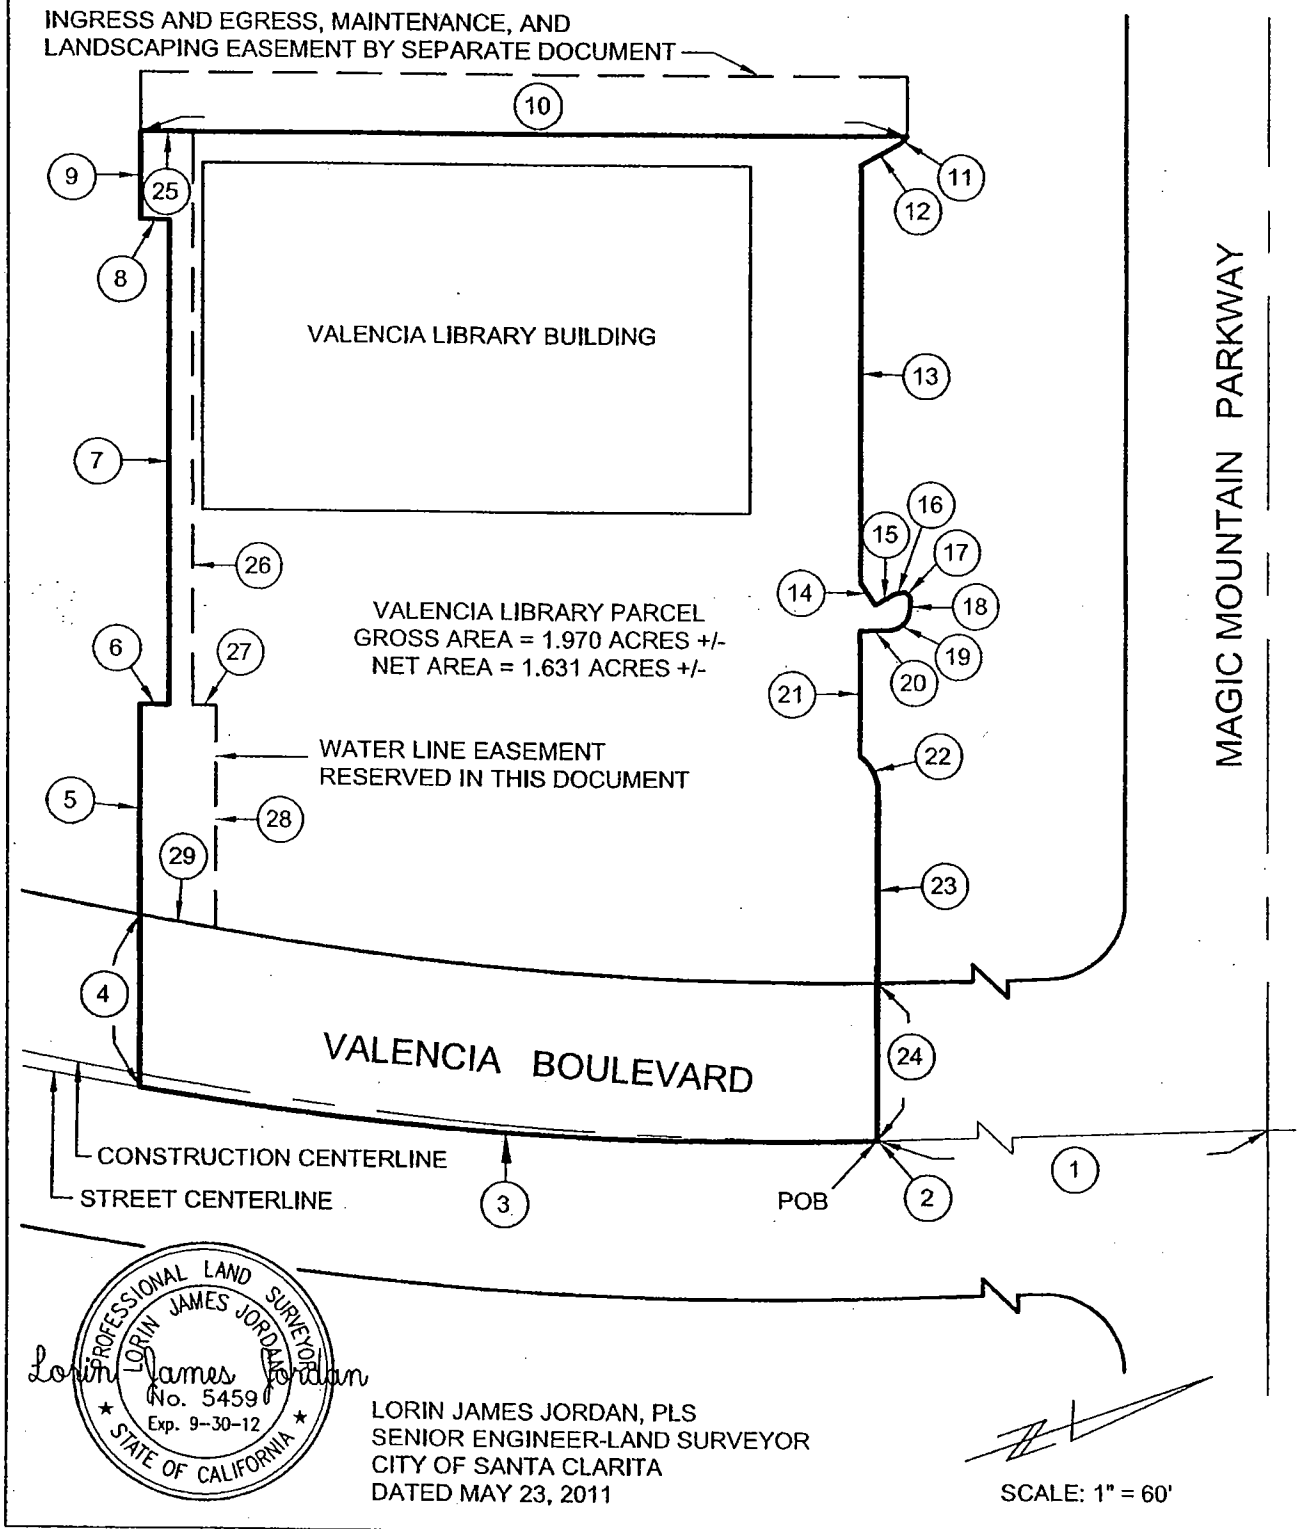 INGRESS AND EGRESS, MAINTENANCE, AND
LANDSCAPING EASEMENT BY SEPARATE DOCUMENT
10
9
25
11
12
8
VALENCIA LIBRARY BUILDING
13
7
16
15
17
26
14
18
VALENCIA LIBRARY PARCEL
GROSS AREA = 1.970 ACRES +/-
NET AREA = 1.631 ACRES +/-
6
27
19
20
21
WATER LINE EASEMENT
RESERVED IN THIS DOCUMENT
22
5
28
29
23
MAGIC MOUNTAIN PARKWAY
4
VALENCIA BOULEVARD
24
CONSTRUCTION CENTERLINE
STREET CENTERLINE
3
POB
2
1
PROFESSIONAL LAND SURVEYOR
LORIN JAMES JORDAN
Lorin James Jordan
No. 5459
Exp. 9-30-12
STATE OF CALIFORNIA
LORIN JAMES JORDAN, PLS
SENIOR ENGINEER-LAND SURVEYOR
CITY OF SANTA CLARITA
DATED MAY 23, 2011
SCALE: 1" = 60'